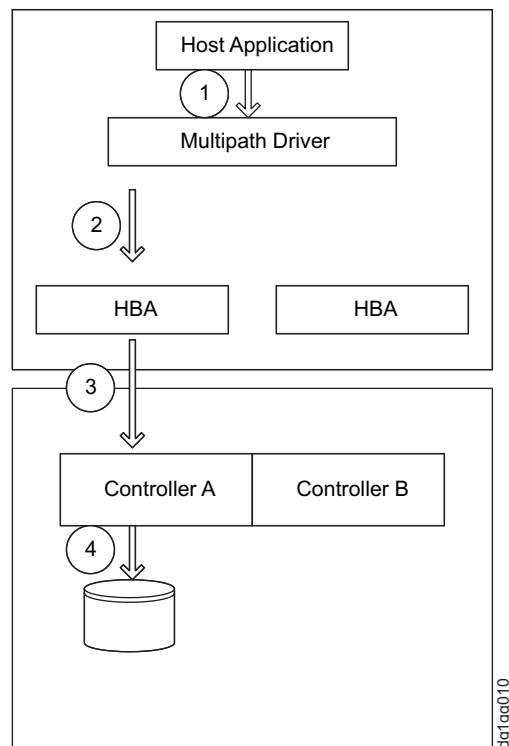 Host Application
1
Multipath Driver
2
HBA
HBA
3
Controller A
Controller B
4